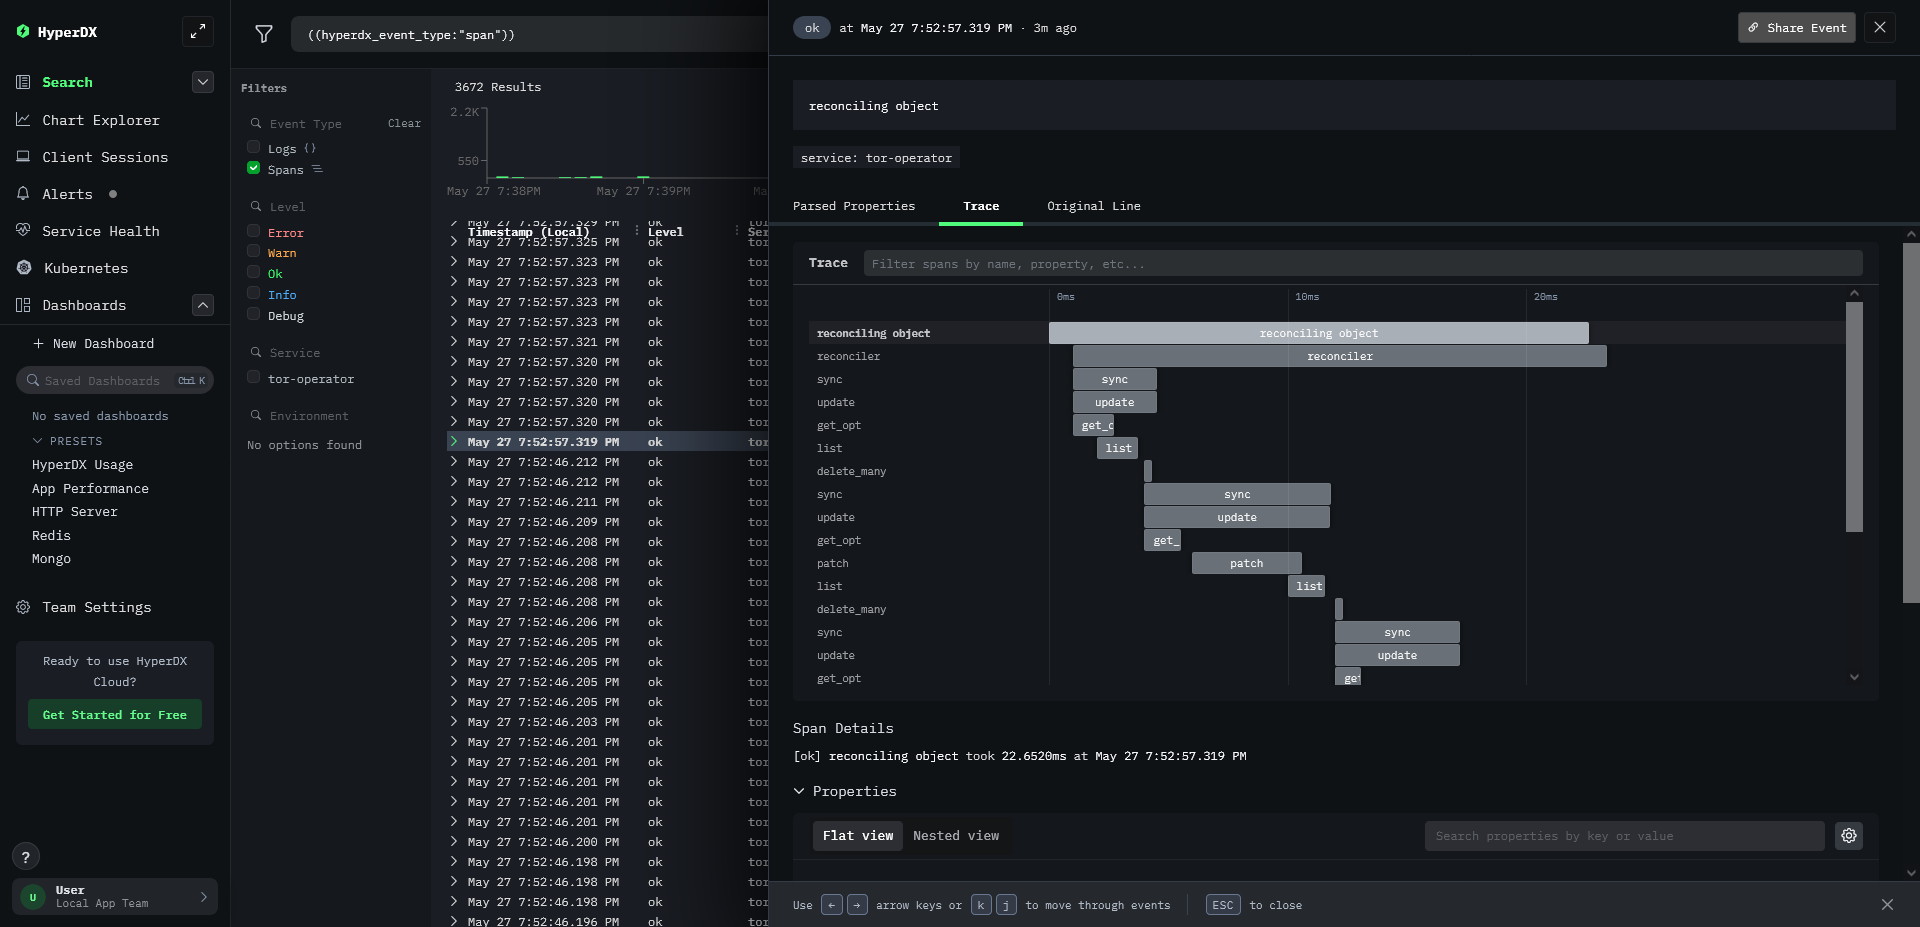 HyperDX
Search
Chart Explorer
Client Sessions
Alerts
Service Health
Kubernetes
Dashboards
+ New Dashboard
Saved Dashboards Ctrl K
No saved dashboards
PRESETS
HyperDX Usage
App Performance
HTTP Server
Redis
Mongo
Team Settings
Ready to use HyperDX
Cloud?
Get Started for Free
?
U User
Local App Team
((hyperdx_event_type:"span"))
Filters
Event Type Clear
Logs {}
Spans
Level
Error
Warn
Ok
Info
Debug
Service
tor-operator
Environment
No options found
3672 Results
2.2K
550
May 27 7:38PM May 27 7:39PM Ma
May 27 7:52:57.329 PM ok tor
Timestamp (Local) Level Ser
May 27 7:52:57.325 PM ok tor
May 27 7:52:57.323 PM ok tor
May 27 7:52:57.323 PM ok tor
May 27 7:52:57.323 PM ok tor
May 27 7:52:57.323 PM ok tor
May 27 7:52:57.321 PM ok tor
May 27 7:52:57.320 PM ok tor
May 27 7:52:57.320 PM ok tor
May 27 7:52:57.320 PM ok tor
May 27 7:52:57.320 PM ok tor
May 27 7:52:57.319 PM ok tor
May 27 7:52:46.212 PM ok tor
May 27 7:52:46.212 PM ok tor
May 27 7:52:46.211 PM ok tor
May 27 7:52:46.209 PM ok tor
May 27 7:52:46.208 PM ok tor
May 27 7:52:46.208 PM ok tor
May 27 7:52:46.208 PM ok tor
May 27 7:52:46.208 PM ok tor
May 27 7:52:46.206 PM ok tor
May 27 7:52:46.205 PM ok tor
May 27 7:52:46.205 PM ok tor
May 27 7:52:46.205 PM ok tor
May 27 7:52:46.205 PM ok tor
May 27 7:52:46.203 PM ok tor
May 27 7:52:46.201 PM ok tor
May 27 7:52:46.201 PM ok tor
May 27 7:52:46.201 PM ok tor
May 27 7:52:46.201 PM ok tor
May 27 7:52:46.201 PM ok tor
May 27 7:52:46.200 PM ok tor
May 27 7:52:46.198 PM ok tor
May 27 7:52:46.198 PM ok tor
May 27 7:52:46.198 PM ok tor
May 27 7:52:46.196 PM ok tor
ok at May 27 7:52:57.319 PM · 3m ago
Share Event
reconciling object
service: tor-operator
Parsed Properties Trace Original Line
Trace Filter spans by name, property, etc...
0ms 10ms 20ms
reconciling object reconciling object
reconciler reconciler
sync sync
update update
get_opt get_o
list list
delete_many
sync sync
update update
get_opt get_
patch patch
list list
delete_many
sync sync
update update
get_opt get
Span Details
[ok] reconciling object took 22.6520ms at May 27 7:52:57.319 PM
Properties
Flat view Nested view Search properties by key or value
Use ← → arrow keys or k j to move through events ESC to close